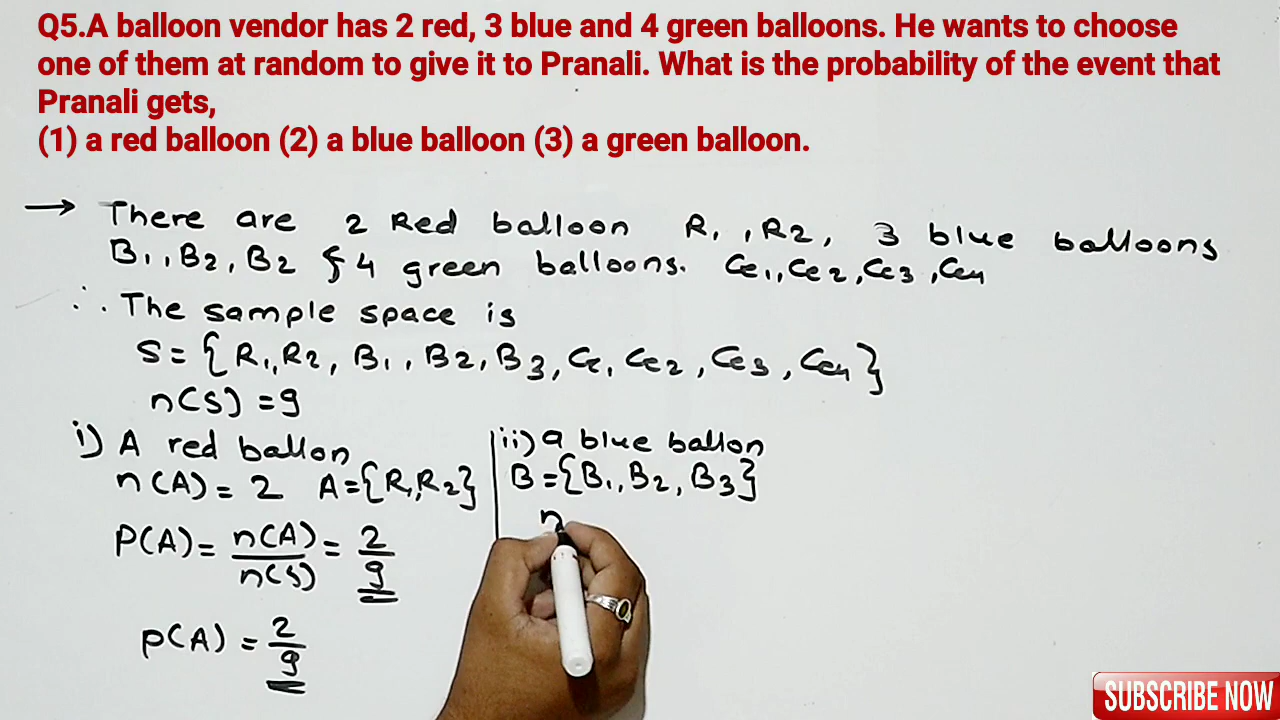 Q5.A balloon vendor has 2 red, 3 blue and 4 green balloons. He wants to choose
one of them at random to give it to Pranali. What is the probability of the event that
Pranali gets,
(1) a red balloon (2) a blue balloon (3) a green balloon.
→ There are 2 Red balloon R₁, R2, 3 blue balloons
B₁, B2, B2 & 4 green balloons. G1, G2, G3, G4
∴ The sample space is
S = {R₁, R2, B₁, B2, B3, G1, G2, G3, G4}
n(S) = 9
i) A red ballon
n(A) = 2 A = {R₁, R2}
P(A) = n(A)/n(S) = 2/9
P(A) = 2/9
ii) a blue ballon
B = {B₁, B2, B3}
n
SUBSCRIBE NOW